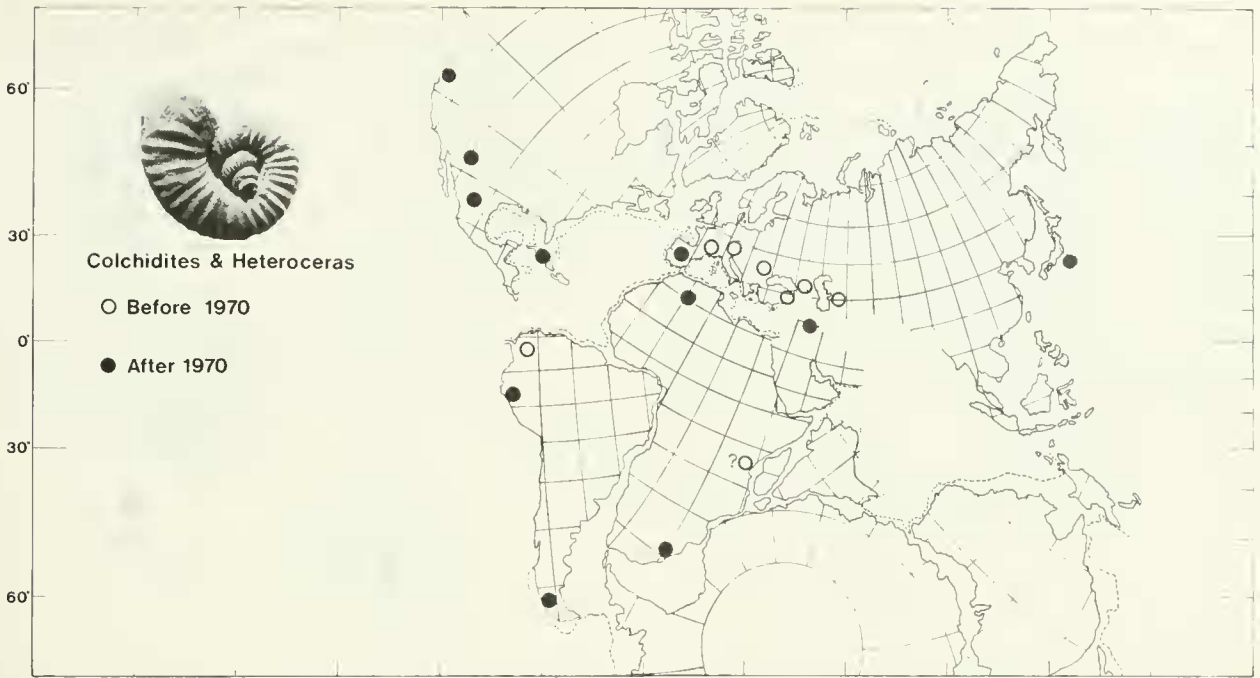 60°
30°
0°
30°
60°
Colchidites & Heteroceras
O Before 1970
● After 1970
?